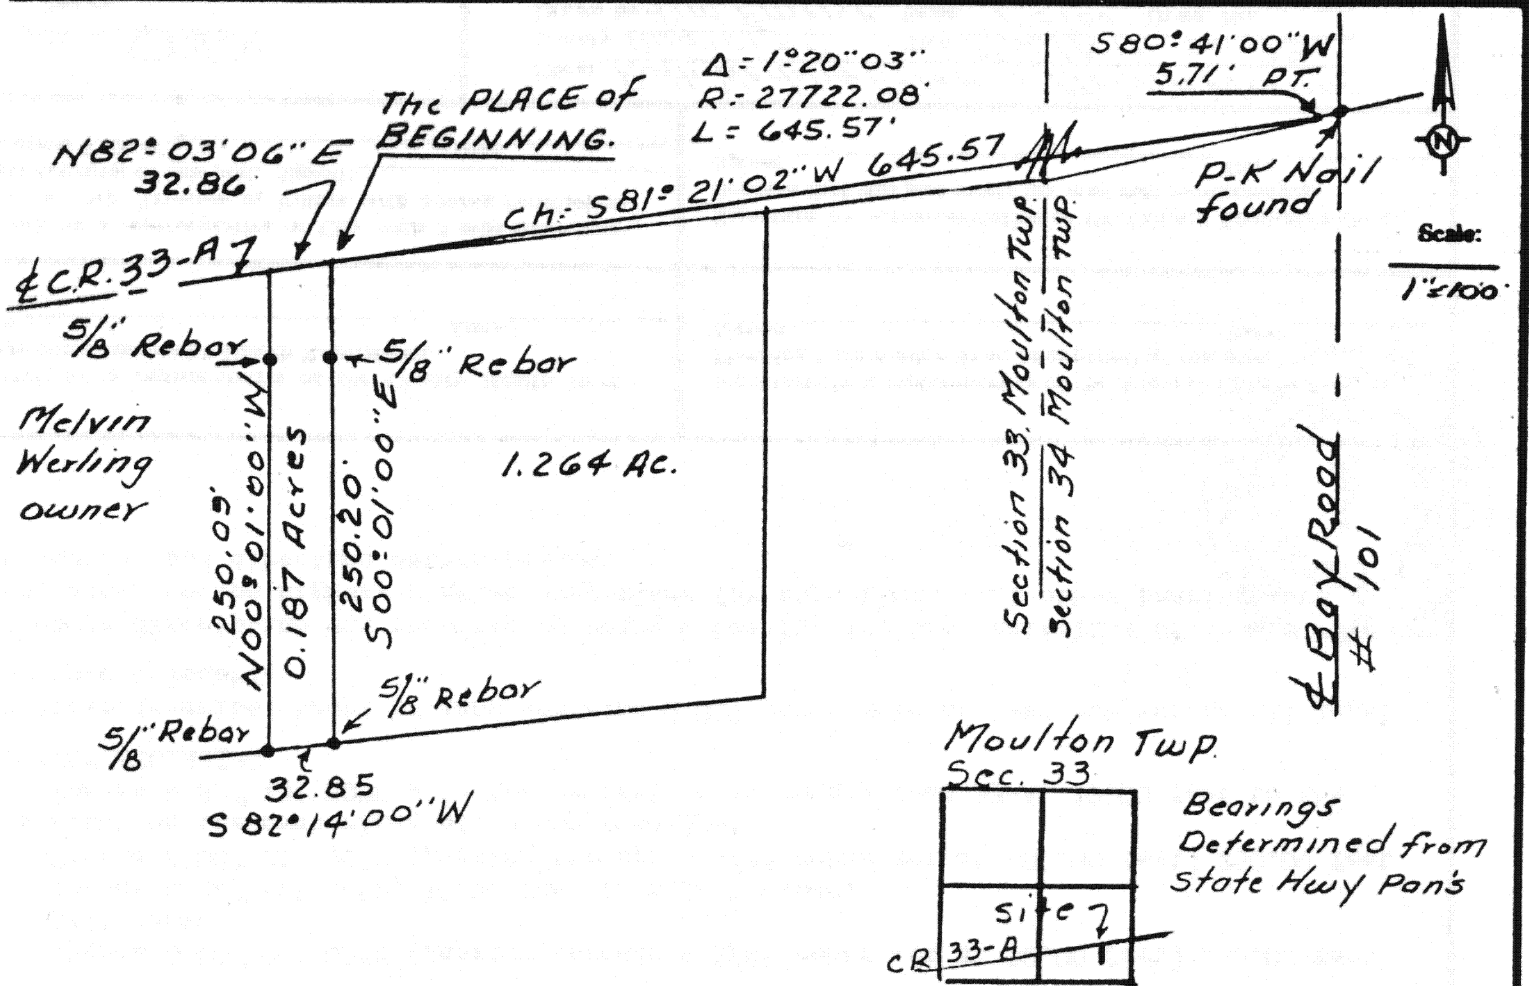 S80°41'00"W
5.71' PT.
Δ = 1°20"03"
R - 27722.08'
L = 645.57'
The PLACE of
BEGINNING.
N82°03'06"E
32.86
CH. = S81°21'02"W 645.57
P-K Nail
found
N
Scale:
1"=100'
℄ C.R. 33-A
5/8" Rebar
5/8" Rebar
Melvin
Werling
owner
250.09'
N00°01'00"W
0.187 Acres
250.20'
S00°01'00"E
1.264 Ac.
Section 33 Moulton Twp.
Section 34 Moulton Twp.
℄ Bay Road
# 101
5/8" Rebar
5/8" Rebar
32.85
S82°14'00"W
Moulton Twp.
Sec. 33
Site
CR 33-A
Bearings
Determined from
State Hwy Pan's